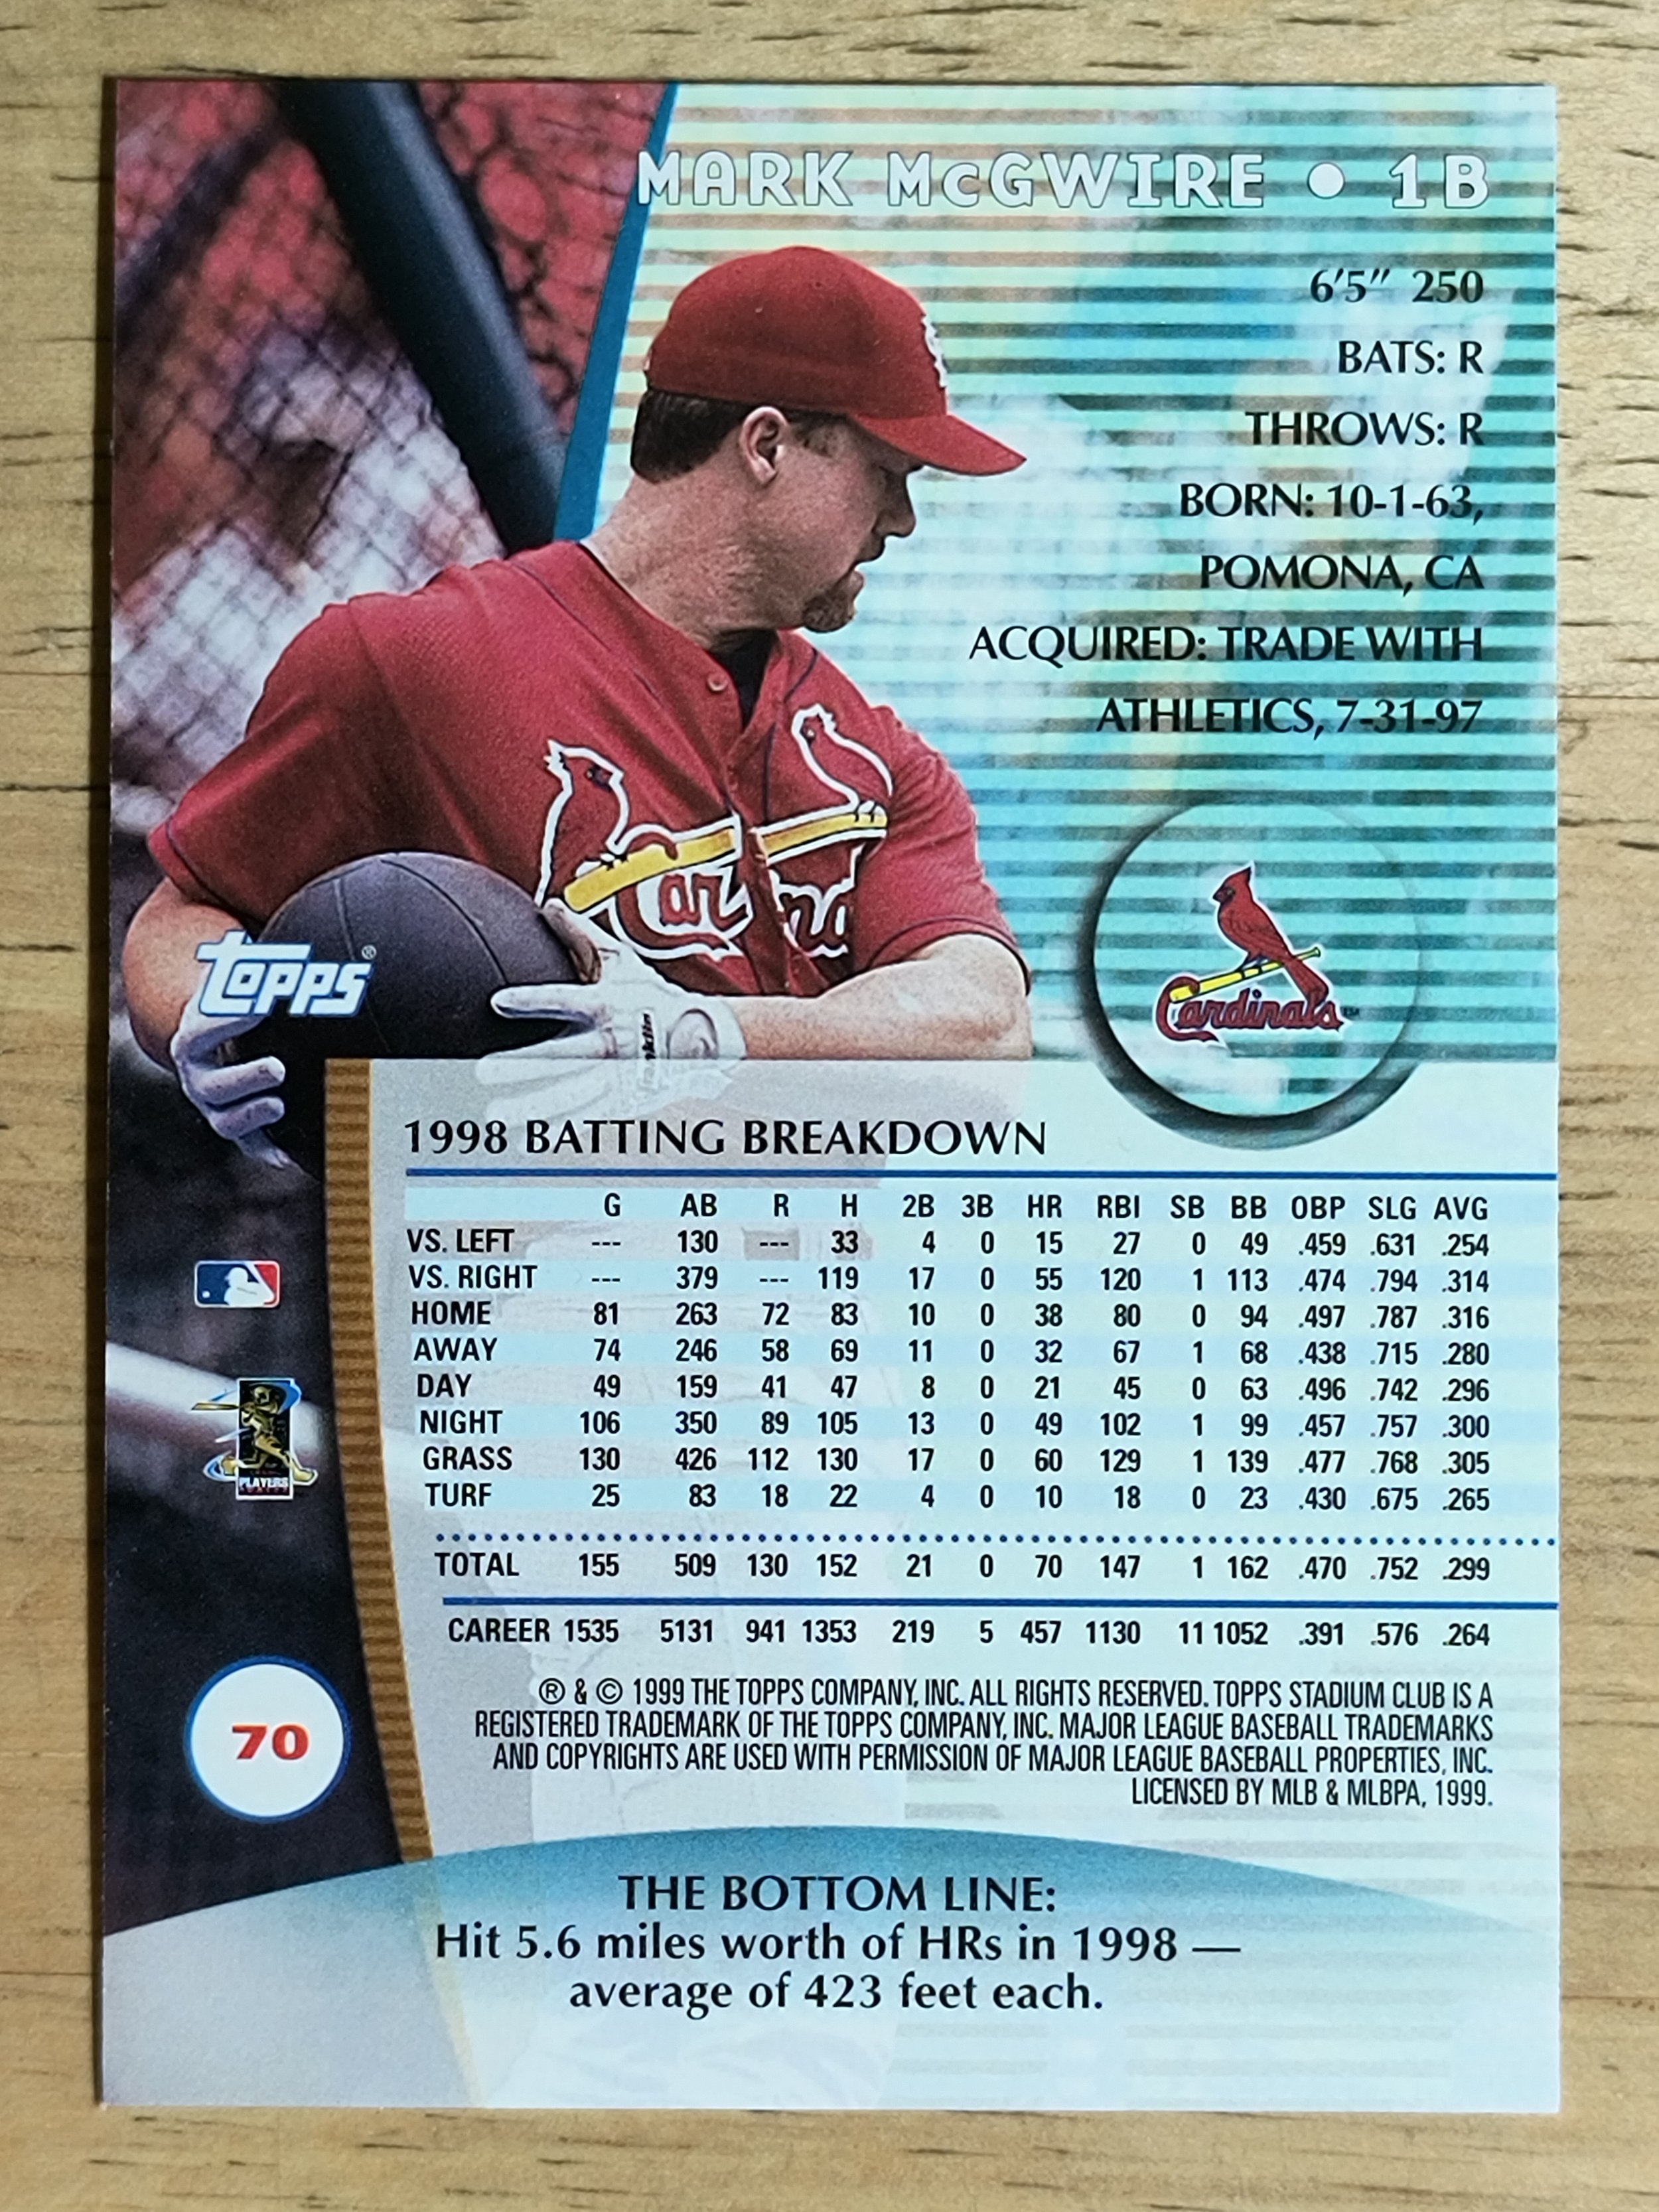 MARK McGWIRE • 1B
6'5" 250
BATS: R
THROWS: R
BORN: 10-1-63,
POMONA, CA
ACQUIRED: TRADE WITH
ATHLETICS, 7-31-97
Cardinals
TOPPS®
Franklin
Cardinals
1998 BATTING BREAKDOWN
G AB R H 2B 3B HR RBI SB BB OBP SLG AVG
VS. LEFT --- 130 --- 33 4 0 15 27 0 49 .459 .631 .254
VS. RIGHT --- 379 --- 119 17 0 55 120 1 113 .474 .794 .314
HOME 81 263 72 83 10 0 38 80 0 94 .497 .787 .316
AWAY 74 246 58 69 11 0 32 67 1 68 .438 .715 .280
DAY 49 159 41 47 8 0 21 45 0 63 .496 .742 .296
NIGHT 106 350 89 105 13 0 49 102 1 99 .457 .757 .300
GRASS 130 426 112 130 17 0 60 129 1 139 .477 .768 .305
TURF 25 83 18 22 4 0 10 18 0 23 .430 .675 .265
TOTAL 155 509 130 152 21 0 70 147 1 162 .470 .752 .299
CAREER 1535 5131 941 1353 219 5 457 1130 11 1052 .391 .576 .264
PLAYERS
® & © 1999 THE TOPPS COMPANY, INC. ALL RIGHTS RESERVED. TOPPS STADIUM CLUB IS A
REGISTERED TRADEMARK OF THE TOPPS COMPANY, INC. MAJOR LEAGUE BASEBALL TRADEMARKS
AND COPYRIGHTS ARE USED WITH PERMISSION OF MAJOR LEAGUE BASEBALL PROPERTIES, INC.
LICENSED BY MLB & MLBPA, 1999.
70
THE BOTTOM LINE:
Hit 5.6 miles worth of HRs in 1998 —
average of 423 feet each.